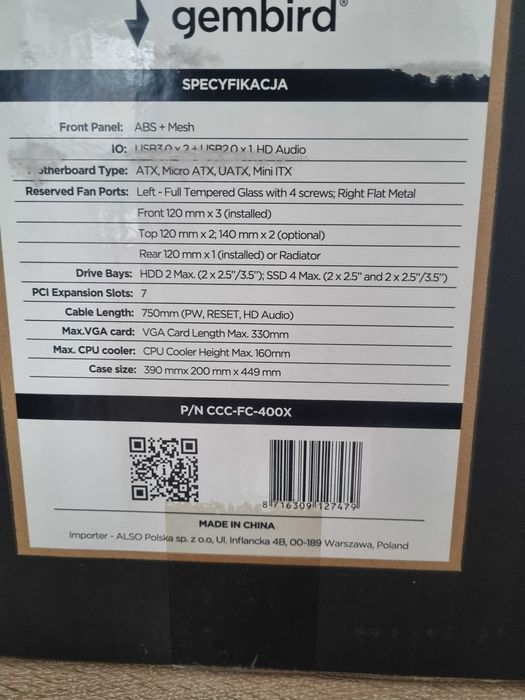 gembird®
SPECYFIKACJA
Front Panel: ABS + Mesh
IO: USB3.0 x 2 + USB2.0 x 1 HD Audio
Motherboard Type: ATX, Micro ATX, UATX, Mini ITX
Reserved Fan Ports: Left - Full Tempered Glass with 4 screws; Right Flat Metal
Front 120 mm x 3 (installed)
Top 120 mm x 2; 140 mm x 2 (optional)
Rear 120 mm x 1 (installed) or Radiator
Drive Bays: HDD 2 Max. (2 x 2.5"/3.5"); SSD 4 Max. (2 x 2.5" and 2 x 2.5"/3.5")
PCI Expansion Slots: 7
Cable Length: 750mm (PW, RESET, HD Audio)
Max.VGA card: VGA Card Length Max. 330mm
Max. CPU cooler: CPU Cooler Height Max. 160mm
Case size: 390 mmx 200 mm x 449 mm
P/N CCC-FC-400X
8 716309 127479
MADE IN CHINA
Importer - ALSO Polska sp. z o.o, Ul. Inflancka 4B, 00-189 Warszawa, Poland